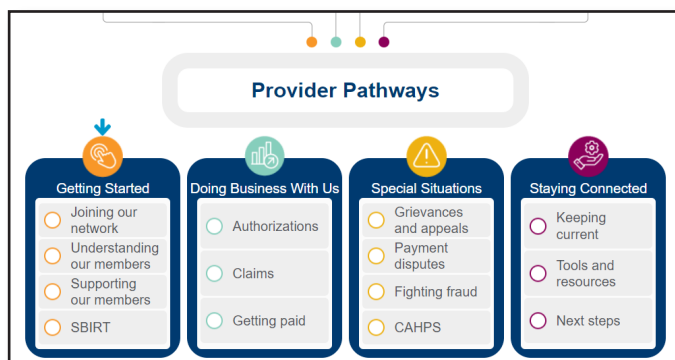 Provider Pathways
Getting Started
Joining our
network
Understanding
our members
Supporting
our members
SBIRT
Doing Business With Us
Authorizations
Claims
Getting paid
Special Situations
Grievances
and appeals
Payment
disputes
Fighting fraud
CAHPS
Staying Connected
Keeping
current
Tools and
resources
Next steps